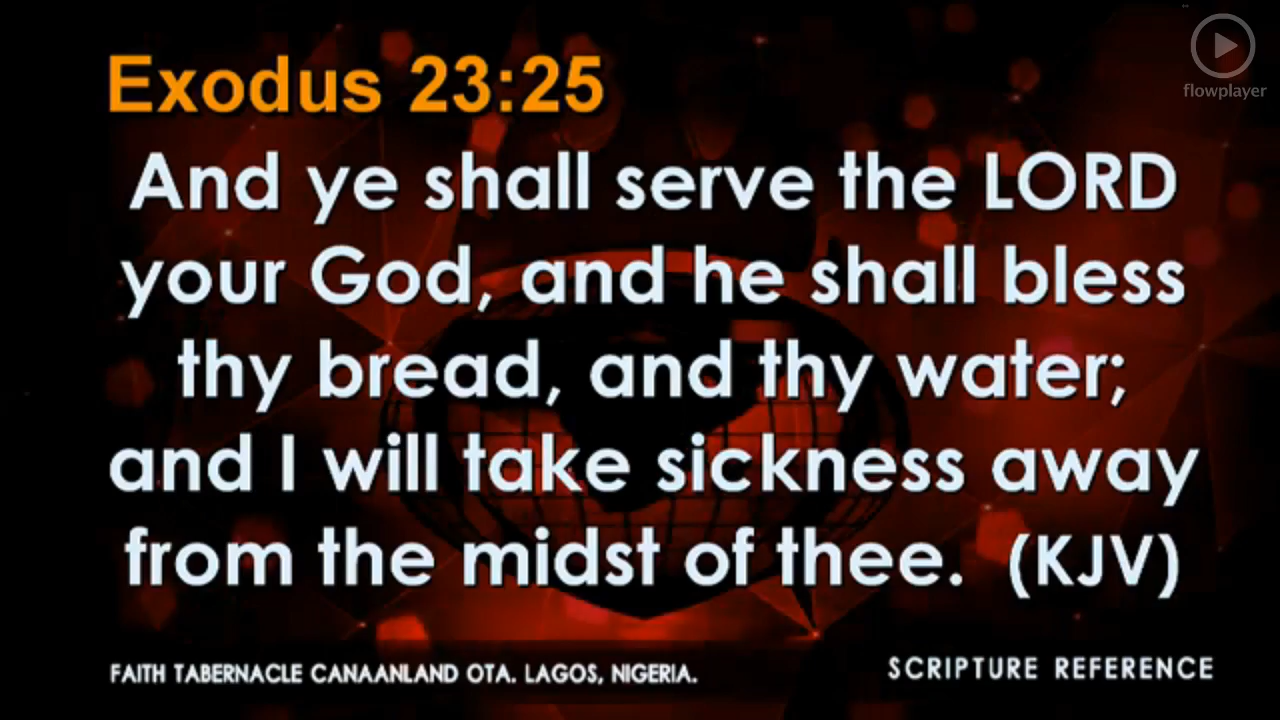 flowplayer
Exodus 23:25
And ye shall serve the LORD
your God, and he shall bless
thy bread, and thy water;
and I will take sickness away
from the midst of thee. (KJV)
FAITH TABERNACLE CANAANLAND OTA. LAGOS, NIGERIA.
SCRIPTURE REFERENCE